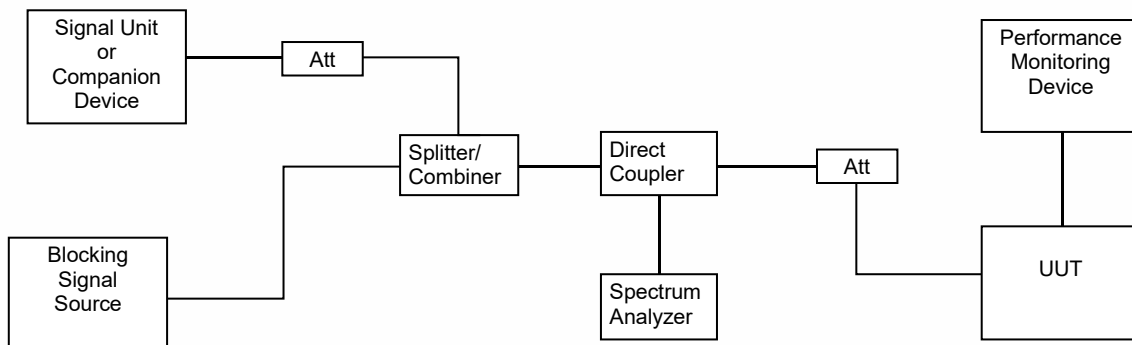 Signal Unit
or
Companion
Device
Att
Splitter/
Combiner
Direct
Coupler
Att
Performance
Monitoring
Device
Blocking
Signal
Source
Spectrum
Analyzer
UUT